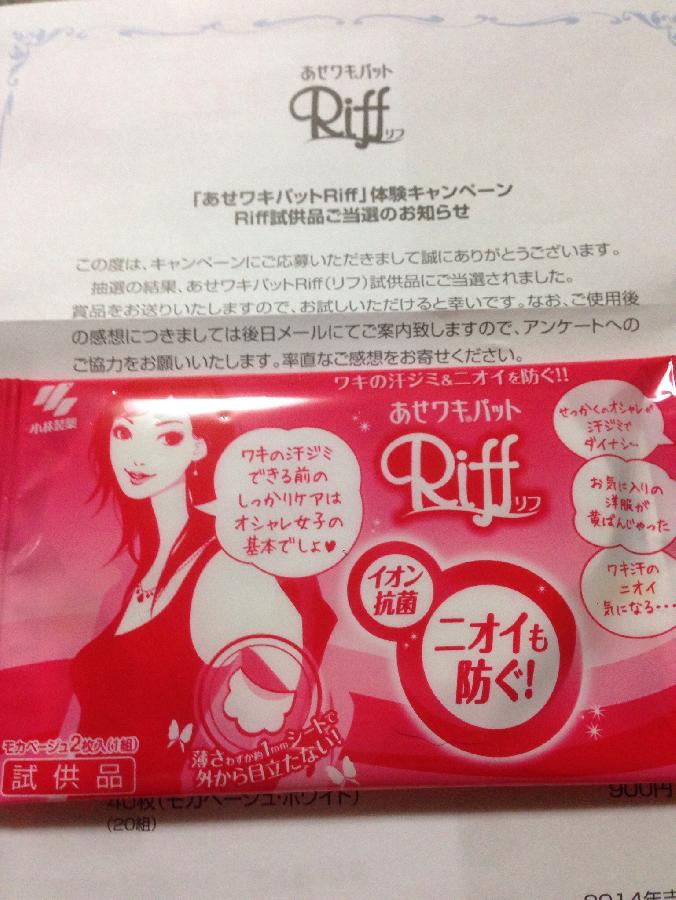 あせワキパット
Riff リフ
「あせワキパットRiff」体験キャンペーン
Riff試供品ご当選のお知らせ
この度は、キャンペーンにご応募いただきまして誠にありがとうございます。
抽選の結果、あせワキパットRiff(リフ)試供品にご当選されました。
賞品をお送りいたしますので、お試しいただけると幸いです。なお、ご使用後
の感想につきましては後日メールにてご案内致しますので、アンケートへの
ご協力をお願いいたします。率直なご感想をお寄せください。
ワキの汗ジミ&ニオイを防ぐ!!
小林製薬
あせワキパット
Riff リフ
ワキの汗ジミ
できる前の
しっかりケアは
オシャレ女子の
基本でしょ♥
せっかくのオシャレが
汗ジミで
ダイナシ…
お気に入りの
洋服が
黄ばんじゃった
ワキ汗の
ニオイ
気になる・・・
イオン
抗菌
ニオイも
防ぐ!
薄さわずか約1mmシートで
外から目立たない!
モカベージュ2枚入(1組)
試供品
40枚(モカベージュ・ホワイト)
900円
(20組)
2014年